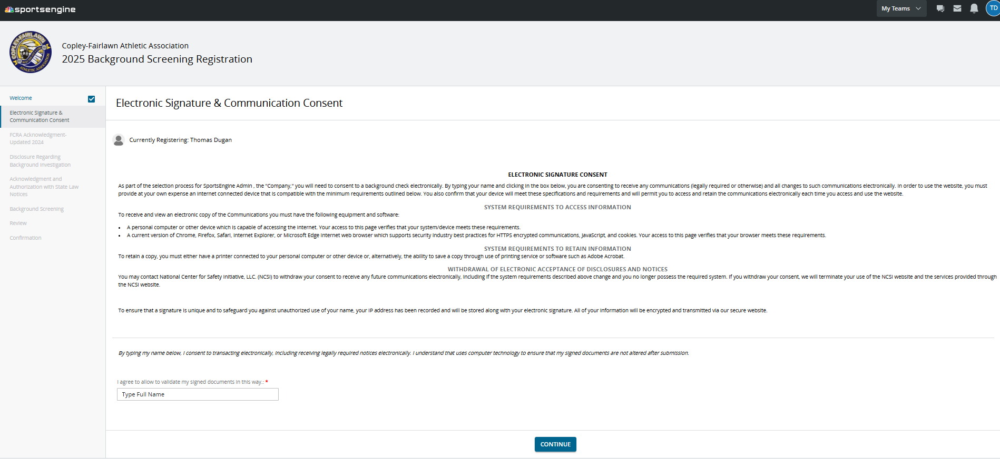 sportsengine
My Teams
TD
COPLEY-FAIRLAWN
ATHLETIC ASSOCIATION
Copley-Fairlawn Athletic Association
2025 Background Screening Registration
Welcome
Electronic Signature &
Communication Consent
FCRA Acknowledgment-
Updated 2024
Disclosure Regarding
Background Investigation
Acknowledgment and
Authorization with State Law
Notices
Background Screening
Review
Confirmation
Electronic Signature & Communication Consent
Currently Registering: Thomas Dugan
ELECTRONIC SIGNATURE CONSENT
As part of the selection process for SportsEngine Admin , the "Company," you will need to consent to a background check electronically. By typing your name and clicking in the box below, you are consenting to receive any communications (legally required or otherwise) and all changes to such communications electronically. In order to use the website, you must
provide at your own expense an Internet connected device that is compatible with the minimum requirements outlined below. You also confirm that your device will meet these specifications and requirements and will permit you to access and retain the communications electronically each time you access and use the website.
SYSTEM REQUIREMENTS TO ACCESS INFORMATION
To receive and view an electronic copy of the Communications you must have the following equipment and software:
• A personal computer or other device which is capable of accessing the Internet. Your access to this page verifies that your system/device meets these requirements.
• A current version of Chrome, Firefox, Safari, Internet Explorer, or Microsoft Edge Internet web browser which supports security industry best practices for HTTPS encrypted communications, JavaScript, and cookies. Your access to this page verifies that your browser meets these requirements.
SYSTEM REQUIREMENTS TO RETAIN INFORMATION
To retain a copy, you must either have a printer connected to your personal computer or other device or, alternatively, the ability to save a copy through use of printing service or software such as Adobe Acrobat.
WITHDRAWAL OF ELECTRONIC ACCEPTANCE OF DISCLOSURES AND NOTICES
You may contact National Center for Safety Initiative, LLC. (NCSI) to withdraw your consent to receive any future communications electronically, including if the system requirements described above change and you no longer possess the required system. If you withdraw your consent, we will terminate your use of the NCSI website and the services provided through
the NCSI website.
To ensure that a signature is unique and to safeguard you against unauthorized use of your name, your IP address has been recorded and will be stored along with your electronic signature. All of your information will be encrypted and transmitted via our secure website.
By typing my name below, I consent to transacting electronically, including receiving legally required notices electronically. I understand that uses computer technology to ensure that my signed documents are not altered after submission.
I agree to allow to validate my signed documents in this way.: *
Type Full Name
CONTINUE